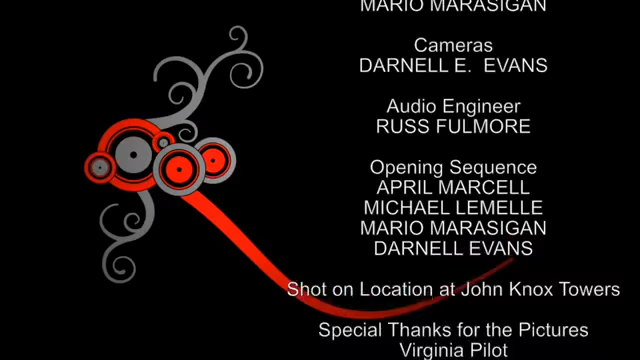 MARIO MARASIGAN
Cameras
DARNELL E. EVANS
Audio Engineer
RUSS FULMORE
Opening Sequence
APRIL MARCELL
MICHAEL LEMELLE
MARIO MARASIGAN
DARNELL EVANS
Shot on Location at John Knox Towers
Special Thanks for the Pictures
Virginia Pilot